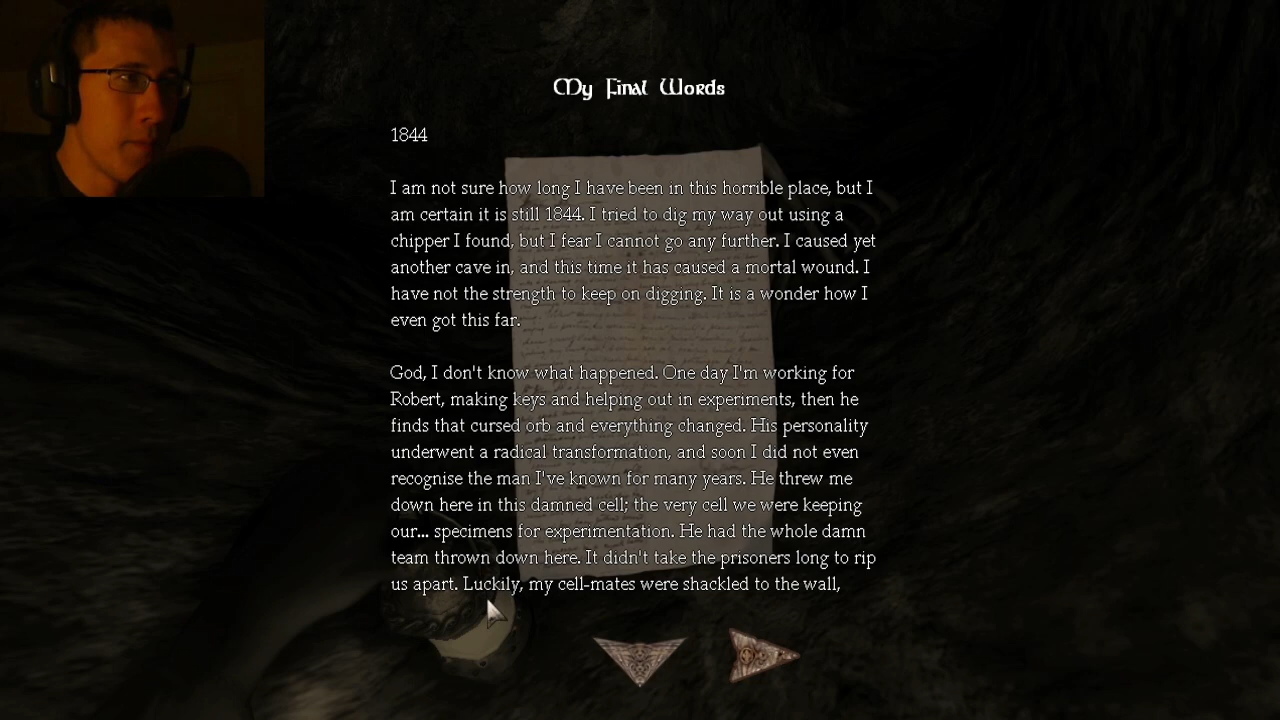 My Final Words
1844
I am not sure how long I have been in this horrible place, but I
am certain it is still 1844. I tried to dig my way out using a
chipper I found, but I fear I cannot go any further. I caused yet
another cave in, and this time it has caused a mortal wound. I
have not the strength to keep on digging. It is a wonder how I
even got this far.
God, I don't know what happened. One day I'm working for
Robert, making keys and helping out in experiments, then he
finds that cursed orb and everything changed. His personality
underwent a radical transformation, and soon I did not even
recognise the man I've known for many years. He threw me
down here in this damned cell; the very cell we were keeping
our... specimens for experimentation. He had the whole damn
team thrown down here. It didn't take the prisoners long to rip
us apart. Luckily, my cell-mates were shackled to the wall,